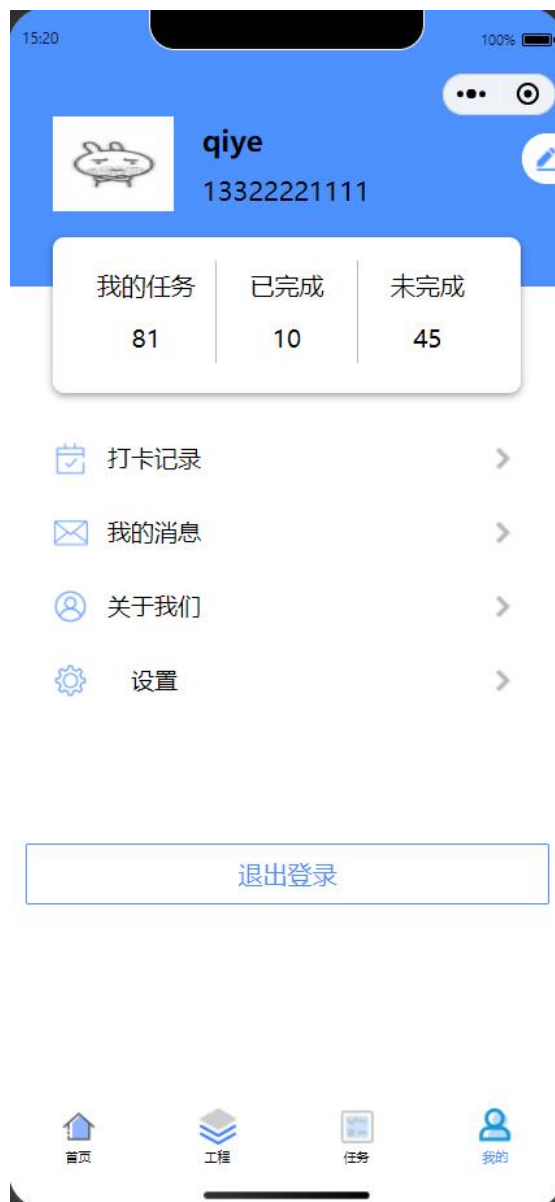 15:20
100%
qiye
13322221111
我的任务 已完成 未完成
81 10 45
打卡记录
我的消息
关于我们
设置
退出登录
首页 工程 任务 我的